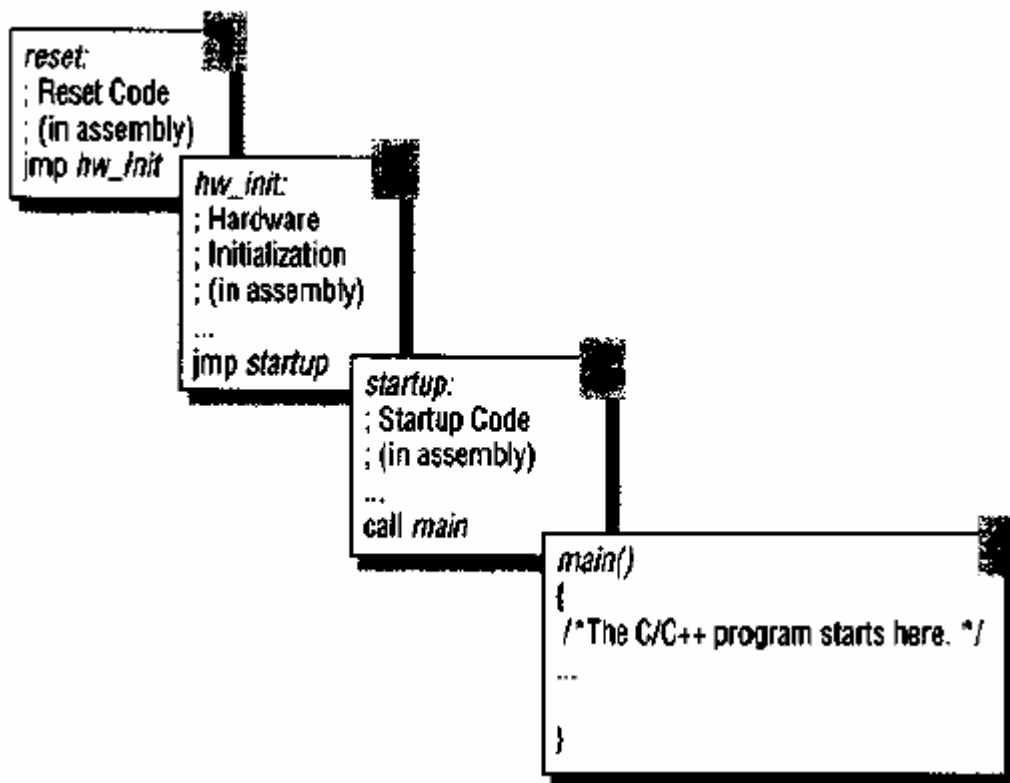 reset:
; Reset Code
; (in assembly)
jmp hw_init
hw_init:
; Hardware
; Initialization
; (in assembly)
...
jmp startup
startup:
; Startup Code
; (in assembly)
...
call main
main()
{
/*The C/C++ program starts here. */
...
}